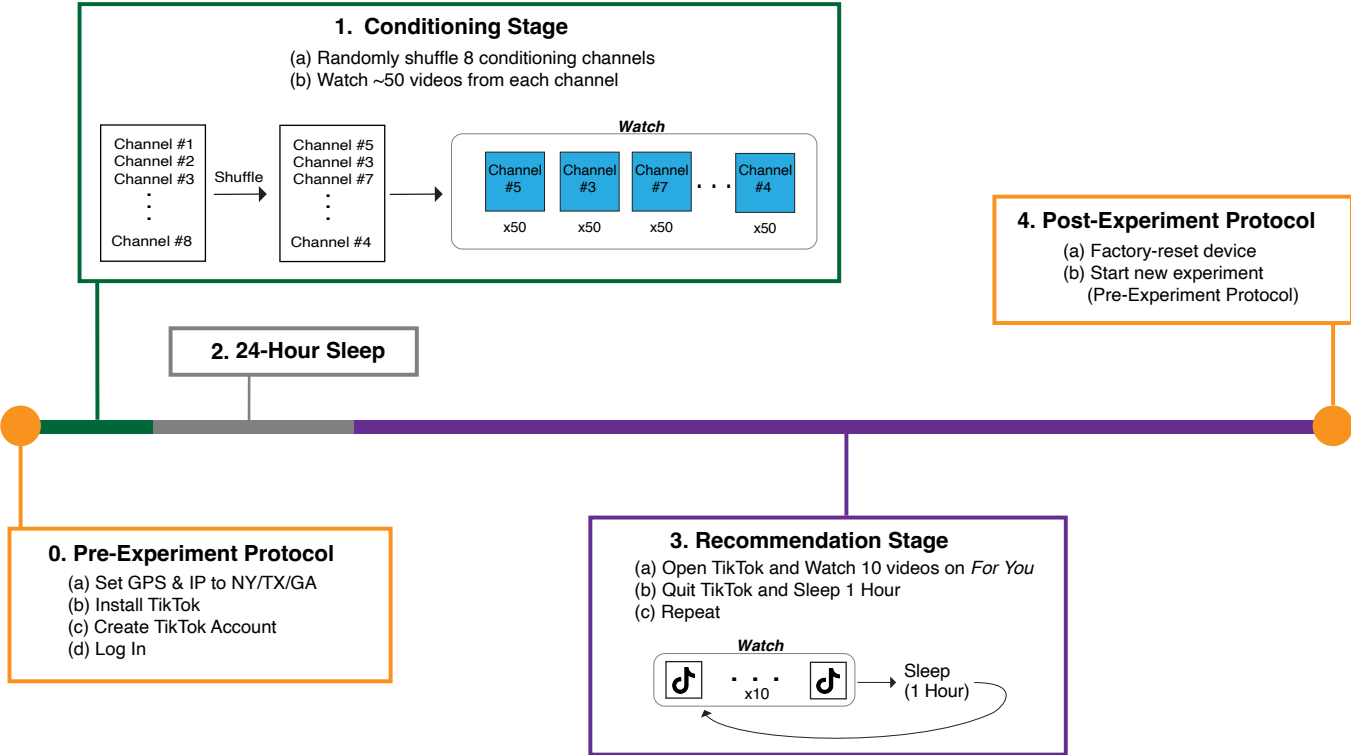 1. Conditioning Stage
(a) Randomly shuffle 8 conditioning channels
(b) Watch ~50 videos from each channel
Channel #1
Channel #2
Channel #3
Channel #8
Shuffle
Channel #5
Channel #3
Channel #7
Channel #4
Watch
Channel
#5
x50
Channel
#3
x50
Channel
#7
x50
Channel
#4
x50
2. 24-Hour Sleep
4. Post-Experiment Protocol
(a) Factory-reset device
(b) Start new experiment
(Pre-Experiment Protocol)
0. Pre-Experiment Protocol
(a) Set GPS & IP to NY/TX/GA
(b) Install TikTok
(c) Create TikTok Account
(d) Log In
3. Recommendation Stage
(a) Open TikTok and Watch 10 videos on For You
(b) Quit TikTok and Sleep 1 Hour
(c) Repeat
Watch
x10
Sleep
(1 Hour)